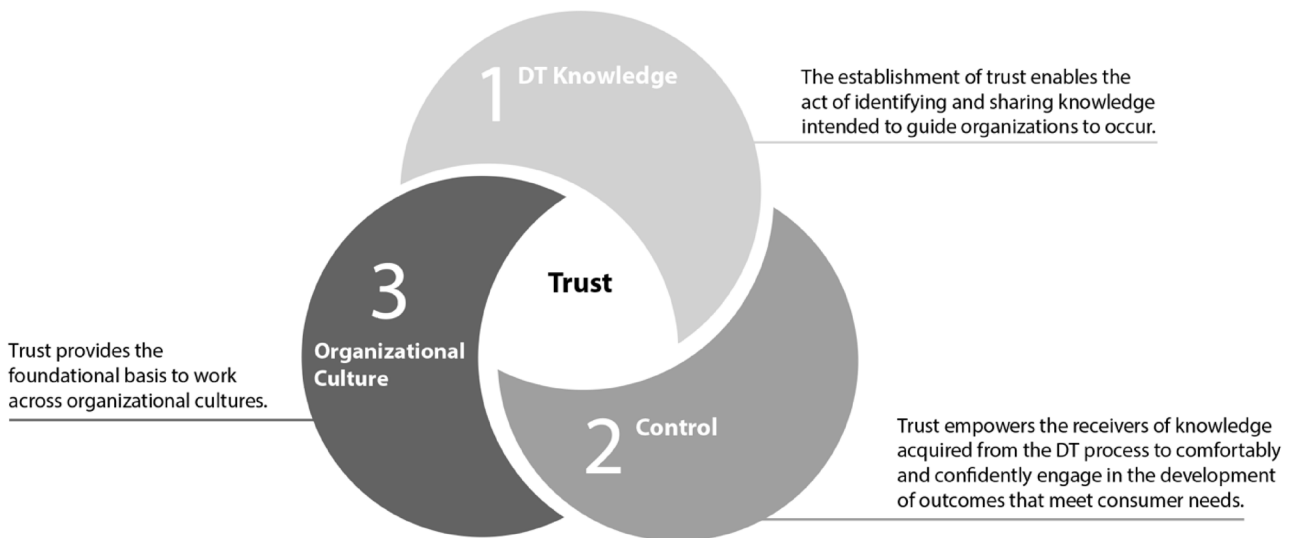 1 DT Knowledge
The establishment of trust enables the
act of identifying and sharing knowledge
intended to guide organizations to occur.
Trust
3
Organizational
Culture
Trust provides the
foundational basis to work
across organizational cultures.
2 Control
Trust empowers the receivers of knowledge
acquired from the DT process to comfortably
and confidently engage in the development
of outcomes that meet consumer needs.